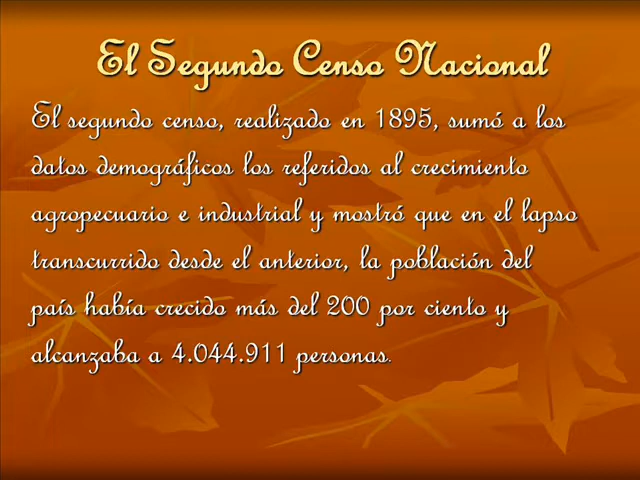 El Segundo Censo Nacional
El segundo censo, realizado en 1895, sumó a los
datos demográficos los referidos al crecimiento
agropecuario e industrial y mostró que en el lapso
transcurrido desde el anterior, la población del
país había crecido más del 200 por ciento y
alcanzaba a 4.044.911 personas.